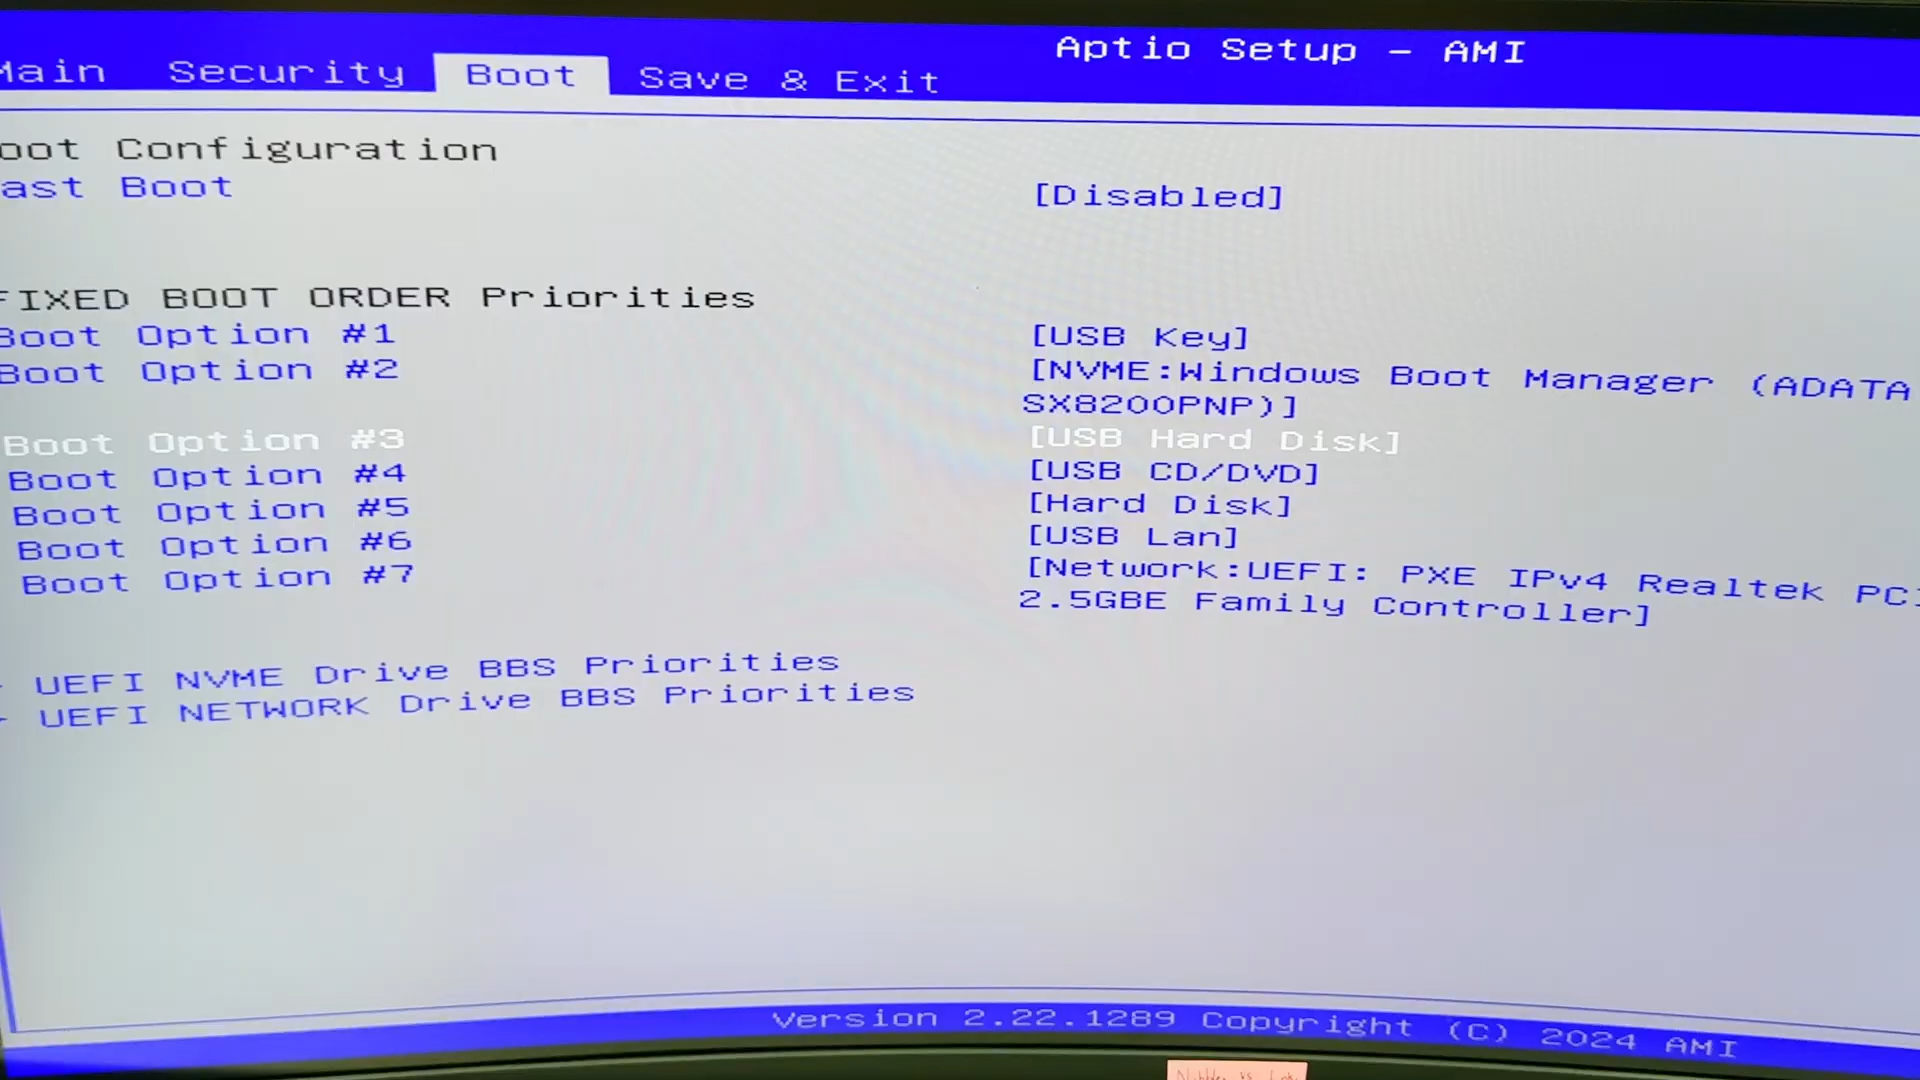 Aptio Setup - AMI
Main Security Boot Save & Exit
oot Configuration
ast Boot [Disabled]
FIXED BOOT ORDER Priorities
Boot Option #1 [USB Key]
Boot Option #2 [NVME:Windows Boot Manager (ADATA
SX8200PNP)]
Boot Option #3 [USB Hard Disk]
Boot Option #4 [USB CD/DVD]
Boot Option #5 [Hard Disk]
Boot Option #6 [USB Lan]
Boot Option #7 [Network:UEFI: PXE IPv4 Realtek PCI
2.5GBE Family Controller]
UEFI NVME Drive BBS Priorities
UEFI NETWORK Drive BBS Priorities
Version 2.22.1289 Copyright (C) 2024 AMI